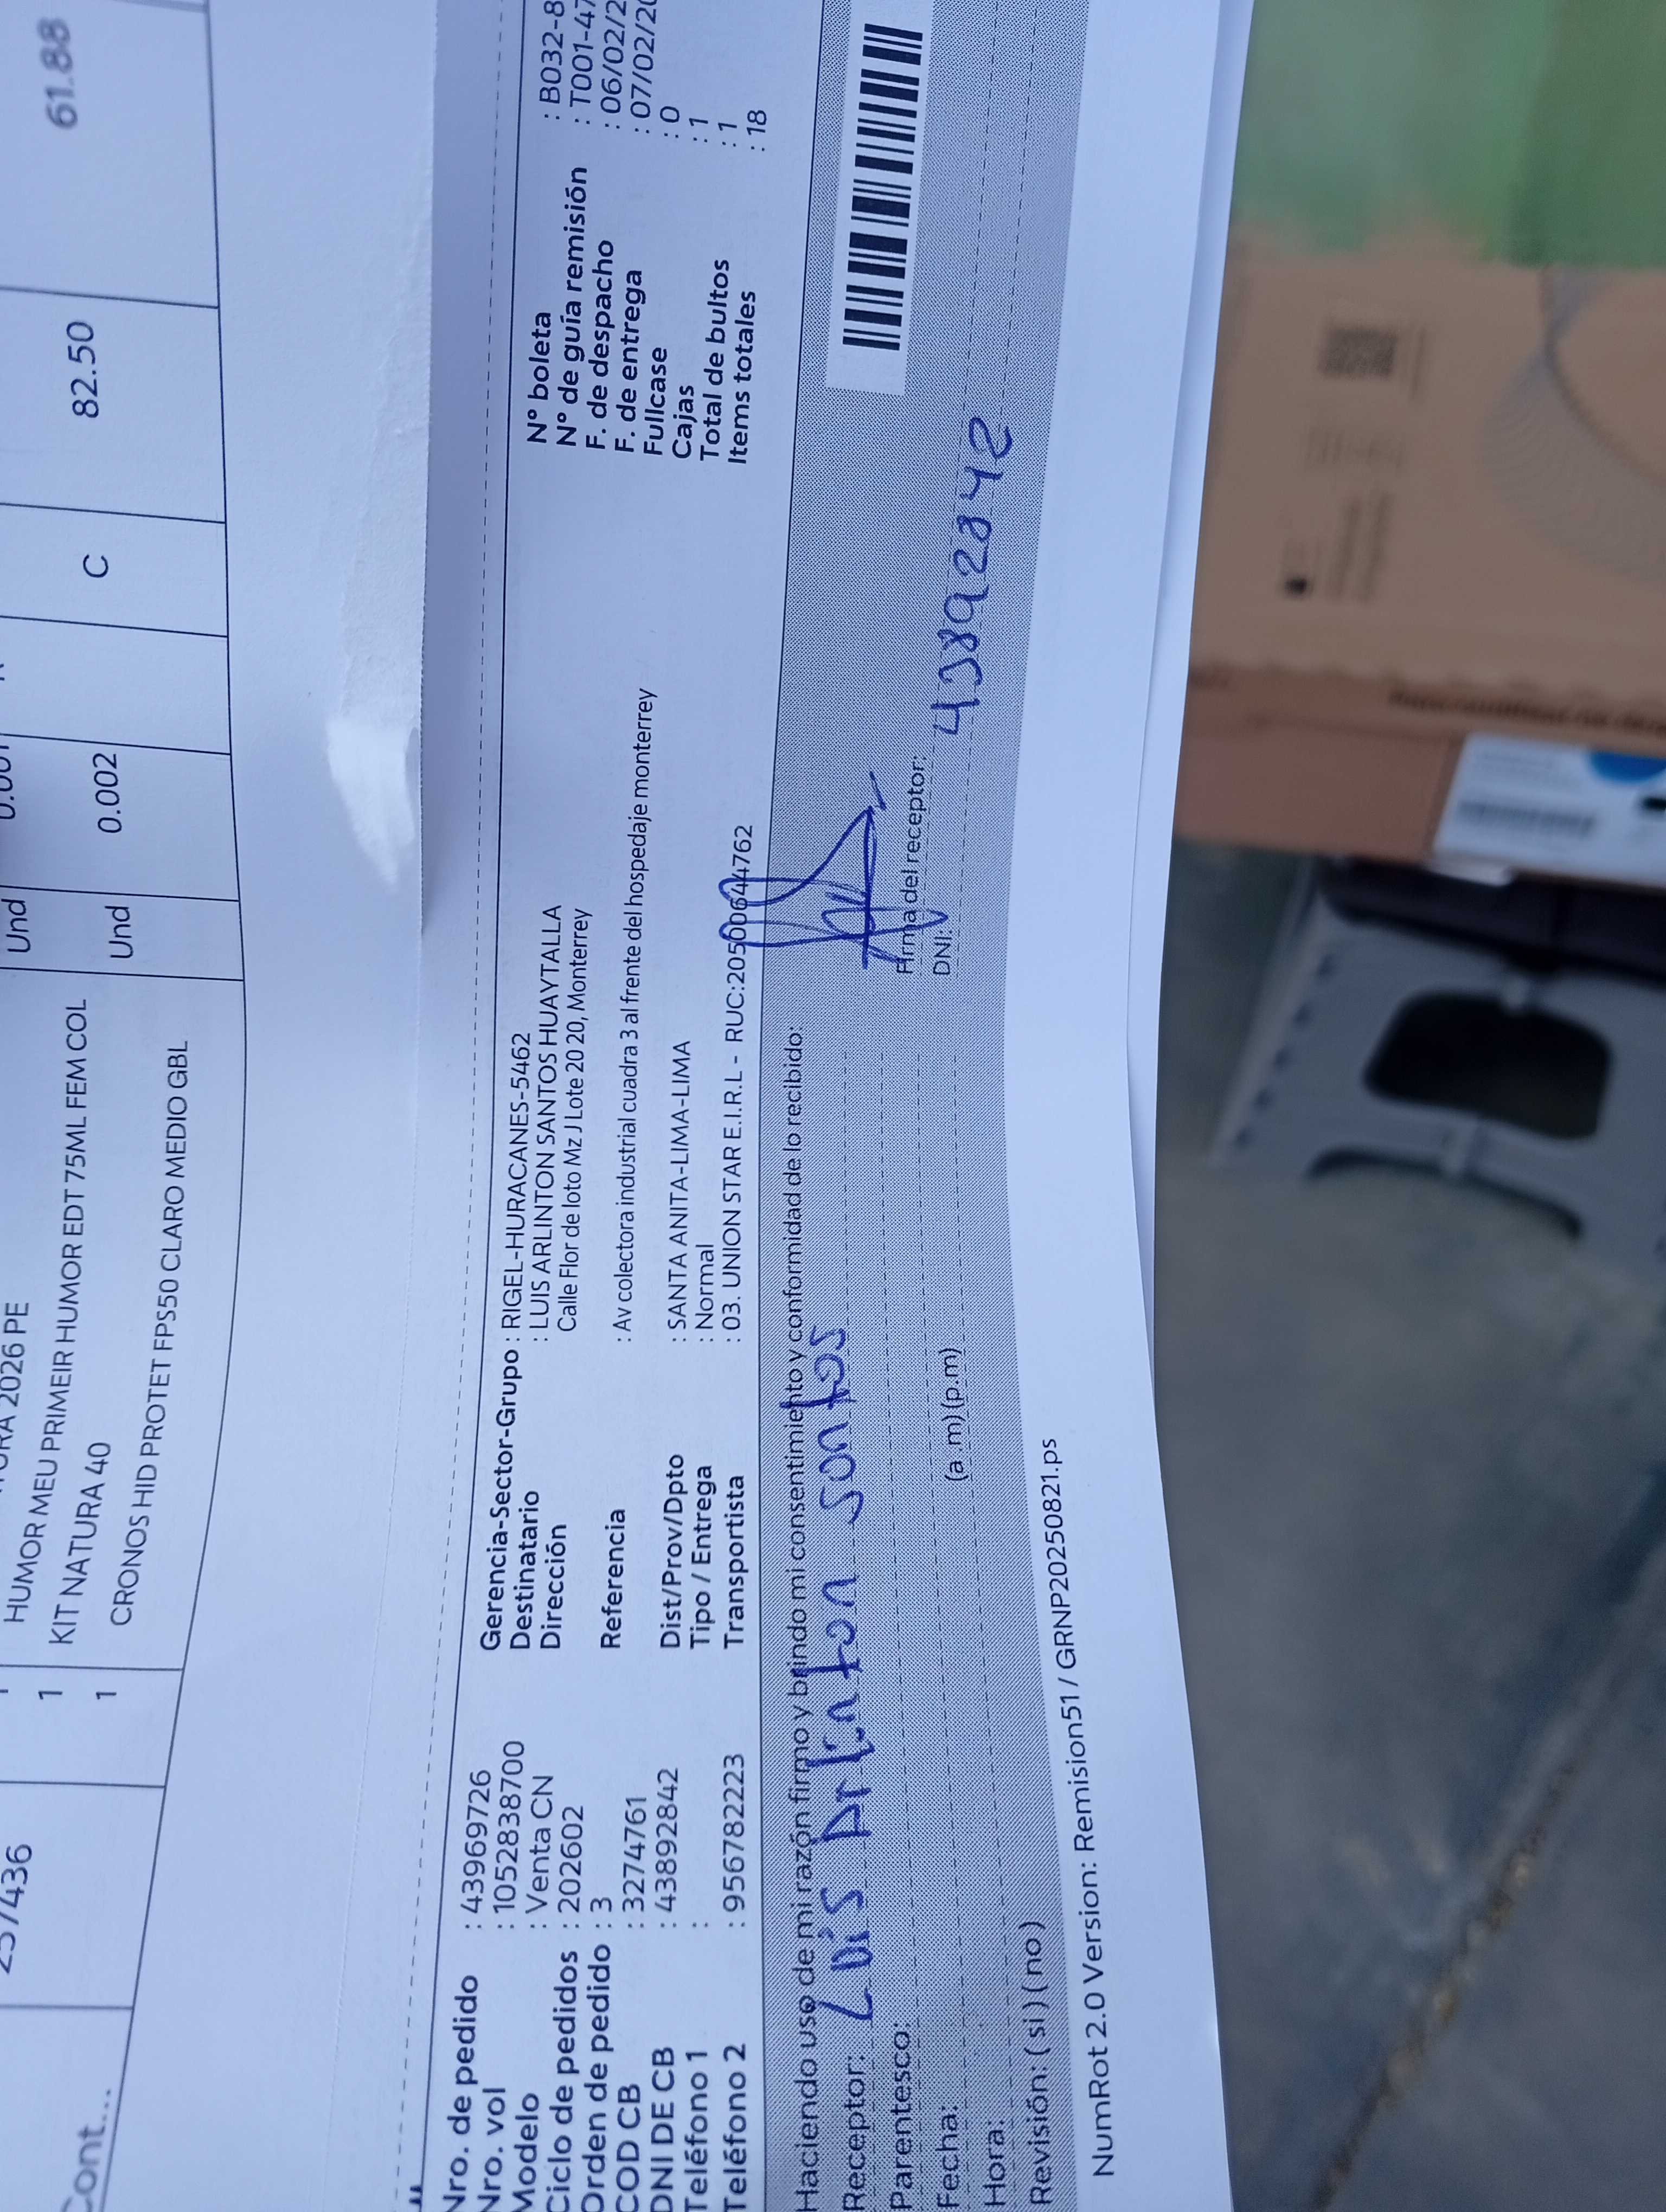 Und
61.88
HUMOR MEU PRIMEIR HUMOR EDT 75ML FEM COL
1 KIT NATURA 40 Und 0.002 C 82.50
1 CRONOS HID PROTET FPS50 CLARO MEDIO GBL
Cont...
Nro. de pedido : 43969726
Nro. vol : 1052838700
Modelo : Venta CN
Ciclo de pedidos : 202602
Orden de pedido : 3
COD CB : 32774761
DNI DE CB : 43892842
Teléfono 1 :
Teléfono 2 : 956782223
Gerencia-Sector-Grupo : RIGEL-HURACANES-5462
Destinatario : LUIS ARLINTON SANTOS HUAYTALLA
Dirección Calle Flor de loto Mz J Lote 20 20, Monterrey
Referencia : Av colectora industrial cuadra 3 al frente del hospedaje monterrey
Dist/Prov/Dpto : SANTA ANITA-LIMA-LIMA
Tipo / Entrega : Normal
Transportista : 03. UNION STAR E.I.R.L - RUC:20500644762
N° boleta : B032-8
N° de guía remisión : T001-47
F. de despacho : 06/02/2
F. de entrega : 07/02/20
Fullcase : 0
Cajas : 1
Total de bultos : 1
Items totales : 18
Haciendo uso de mi razón firmo y brindo mi consentimiento y conformidad de lo recibido:
Receptor: Luis Arlinton Santos
Parentesco:
Fecha:
Hora: (a .m) (p.m)
Revisión: ( si ) ( no )
Firma del receptor:
DNI: 43892842
NumRot 2.0 Version: Remision51 / GRNP20250821.ps